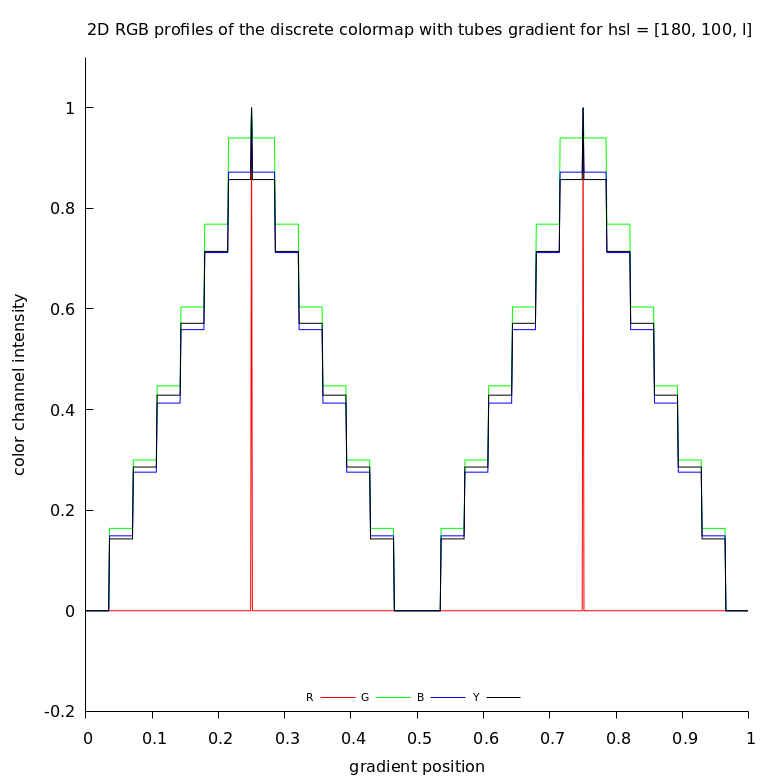 2D RGB profiles of the discrete colormap with tubes gradient for hsl = [180, 100, l]
1
0.8
0.6
0.4
0.2
0
-0.2
color channel intensity
R G B Y
0 0.1 0.2 0.3 0.4 0.5 0.6 0.7 0.8 0.9 1
gradient position